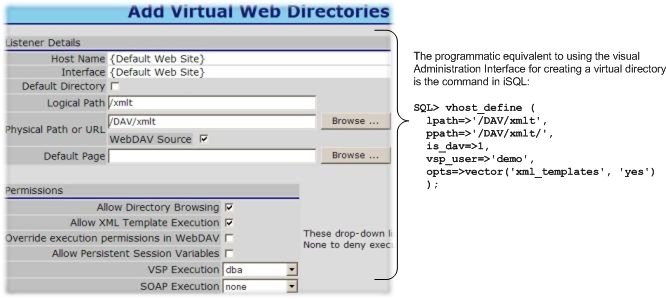 Add Virtual Web Directories
Listener Details
Host Name {Default Web Site}
Interface {Default Web Site}
Default Directory
Logical Path /xmlt
Physical Path or URL /DAV/xmlt Browse ...
WebDAV Source
Default Page Browse ...
Permissions
Allow Directory Browsing
Allow XML Template Execution
Override execution permissions in WebDAV
Allow Persistent Session Variables
VSP Execution dba
SOAP Execution none
These drop-down
None to deny
The programmatic equivalent to using the visual
Administration Interface for creating a virtual directory
is the command in iSQL:
SQL> vhost_define (
lpath=>'/DAV/xmlt',
ppath=>'/DAV/xmlt/',
is_dav=>1,
vsp_user=>'demo',
opts=>vector('xml_templates', 'yes')
);